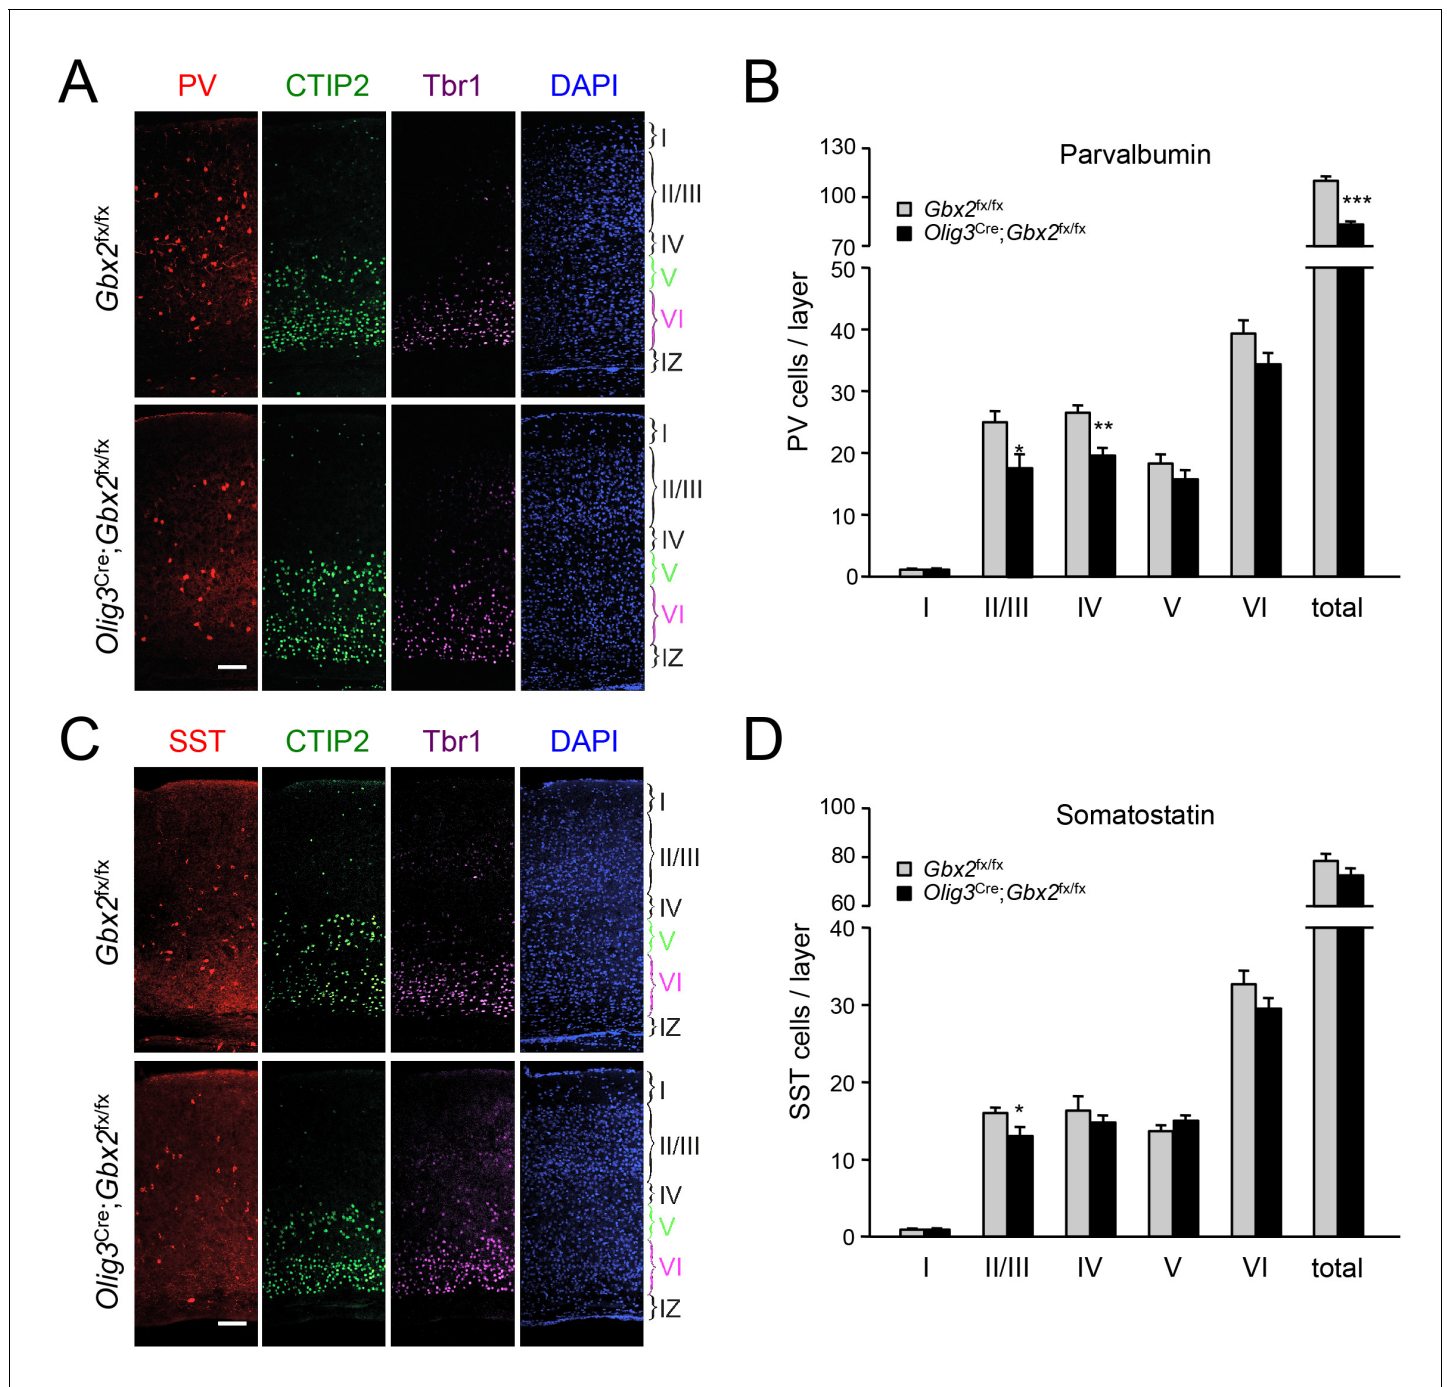 A
PV CTIP2 Tbr1 DAPI
Gbx2fx/fx
I
II/III
IV
V
VI
IZ
Olig3Cre;Gbx2fx/fx
I
II/III
IV
V
VI
IZ
B
Parvalbumin
Gbx2fx/fx
Olig3Cre;Gbx2fx/fx
PV cells / layer
130
100
70
50
40
30
20
10
0
*
**
***
I II/III IV V VI total
C
SST CTIP2 Tbr1 DAPI
Gbx2fx/fx
I
II/III
IV
V
VI
IZ
Olig3Cre;Gbx2fx/fx
I
II/III
IV
V
VI
IZ
D
Somatostatin
Gbx2fx/fx
Olig3Cre;Gbx2fx/fx
SST cells / layer
100
80
60
40
30
20
10
0
*
I II/III IV V VI total